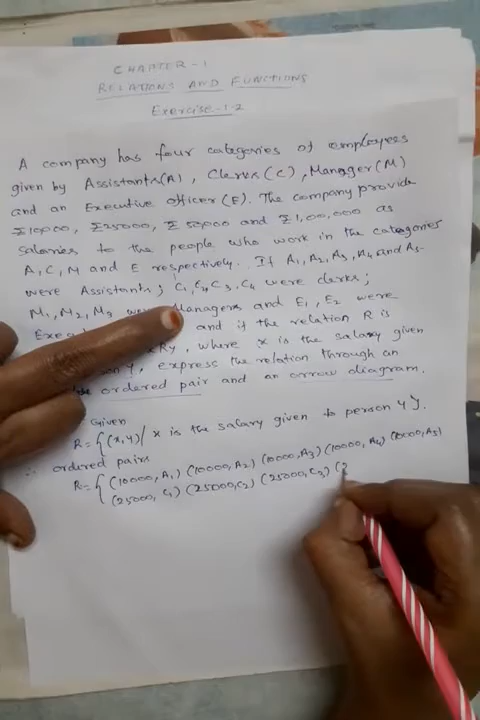 CHAPTER-1
RELATIONS AND FUNCTIONS
Exercise-1.2
A company has four categories of employees
given by Assistants(A), Clerks(C), Manager(M)
and an Executive officer(E). The company provide
₹10000, ₹25000, ₹50000 and ₹1,00,000 as
salaries to the people who work in the categories
A, C, M and E respectively. If A1, A2, A3, A4 and A5
were Assistants; C1, C2, C3, C4 were clerks;
M1, M2, M3 Managers and E1, E2 were
and if the relation R is
xRy, where x is the salary given
y, express the relation through an
ordered pair and an arrow diagram.
Given
R = {(x,y)/ x is the salary given to person y}.
∴ ordered pairs
R = { (10000, A1) (10000, A2) (10000, A3) (10000, A4) (10000, A5)
(25000, C1) (25000, C2) (25000, C3) (2